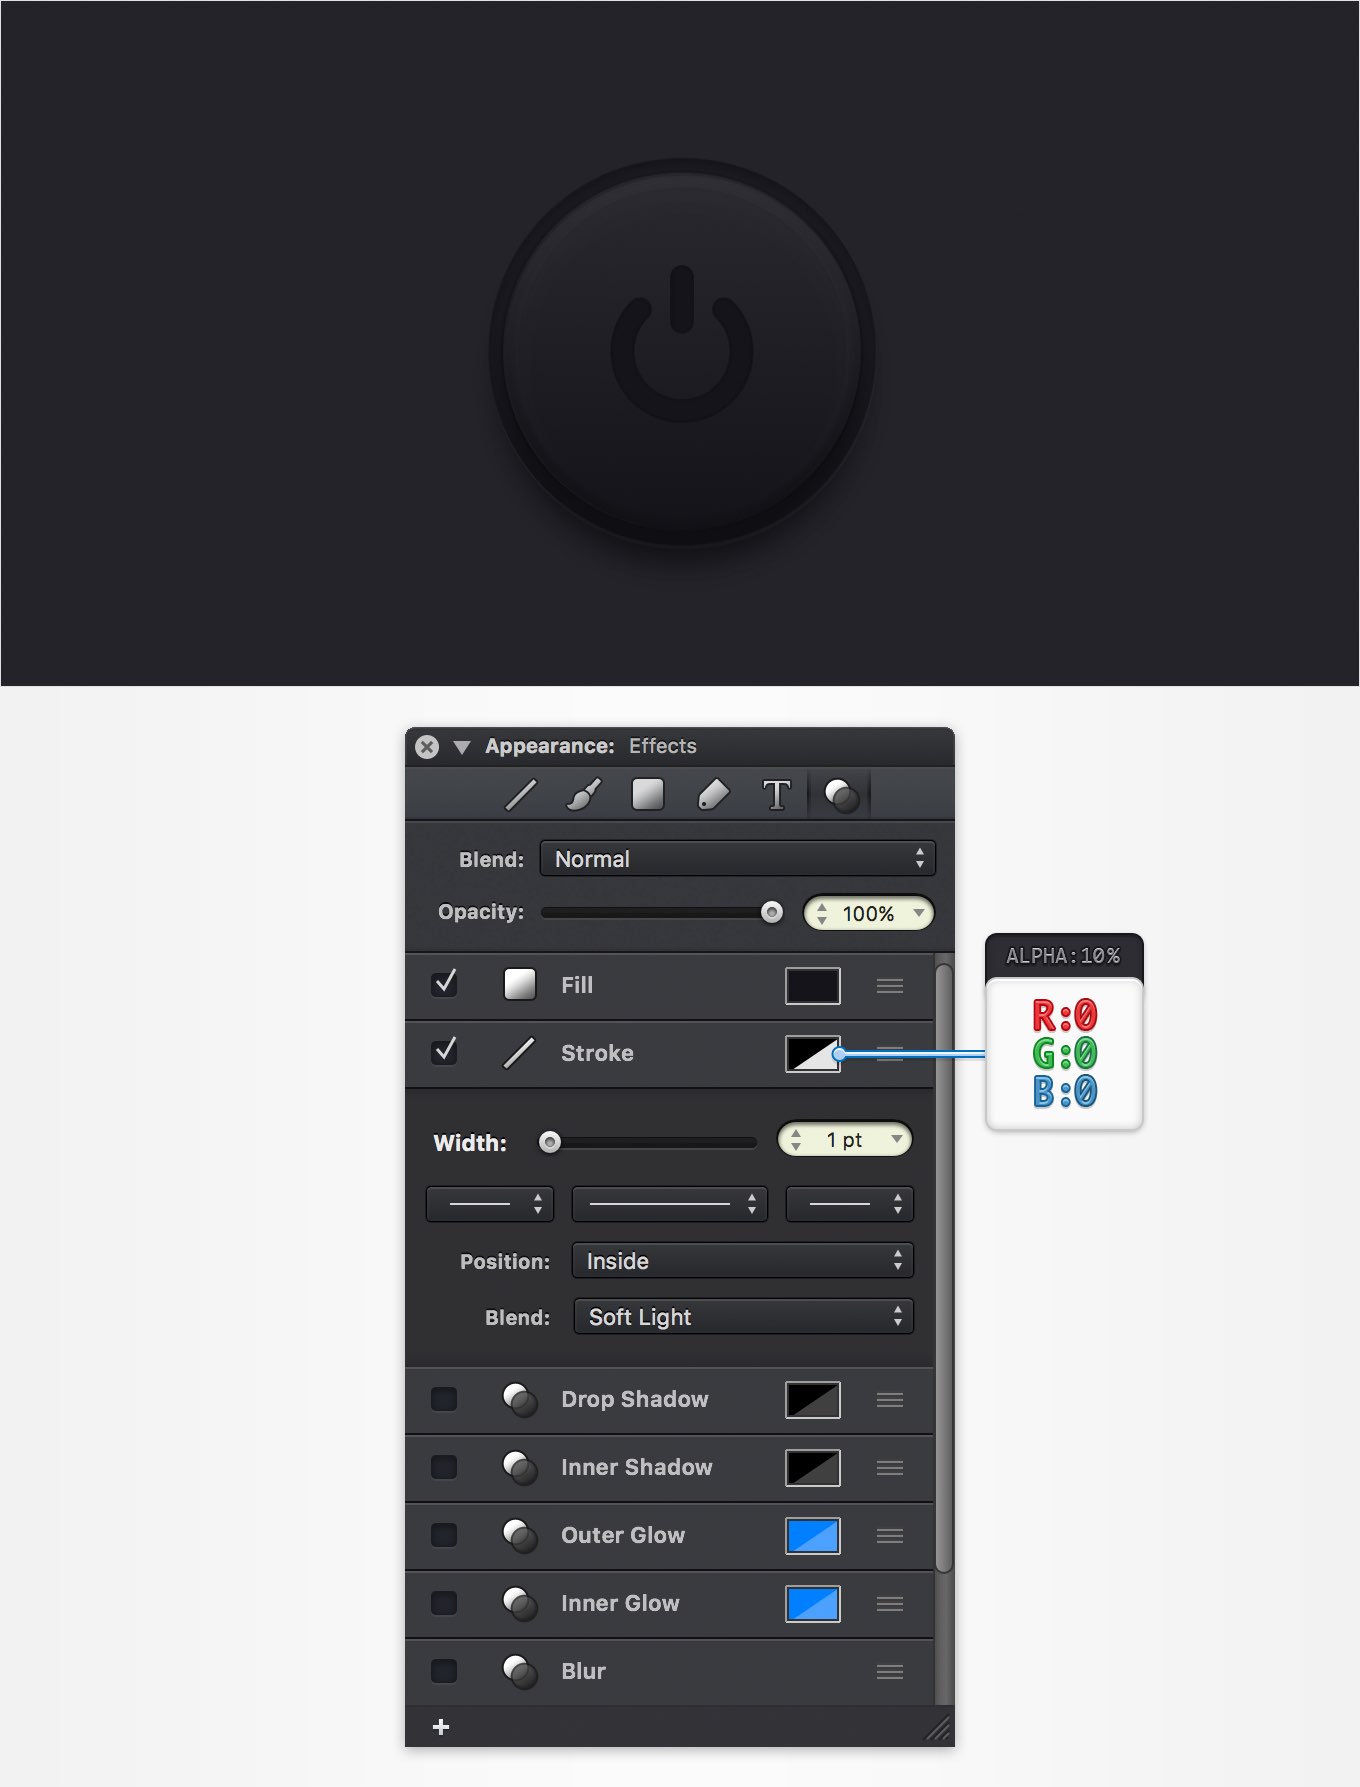 Appearance: Effects
T
Blend: Normal
Opacity: 100%
Fill
Stroke
ALPHA:10%
R:0
G:0
B:0
Width: 1 pt
Position: Inside
Blend: Soft Light
Drop Shadow
Inner Shadow
Outer Glow
Inner Glow
Blur